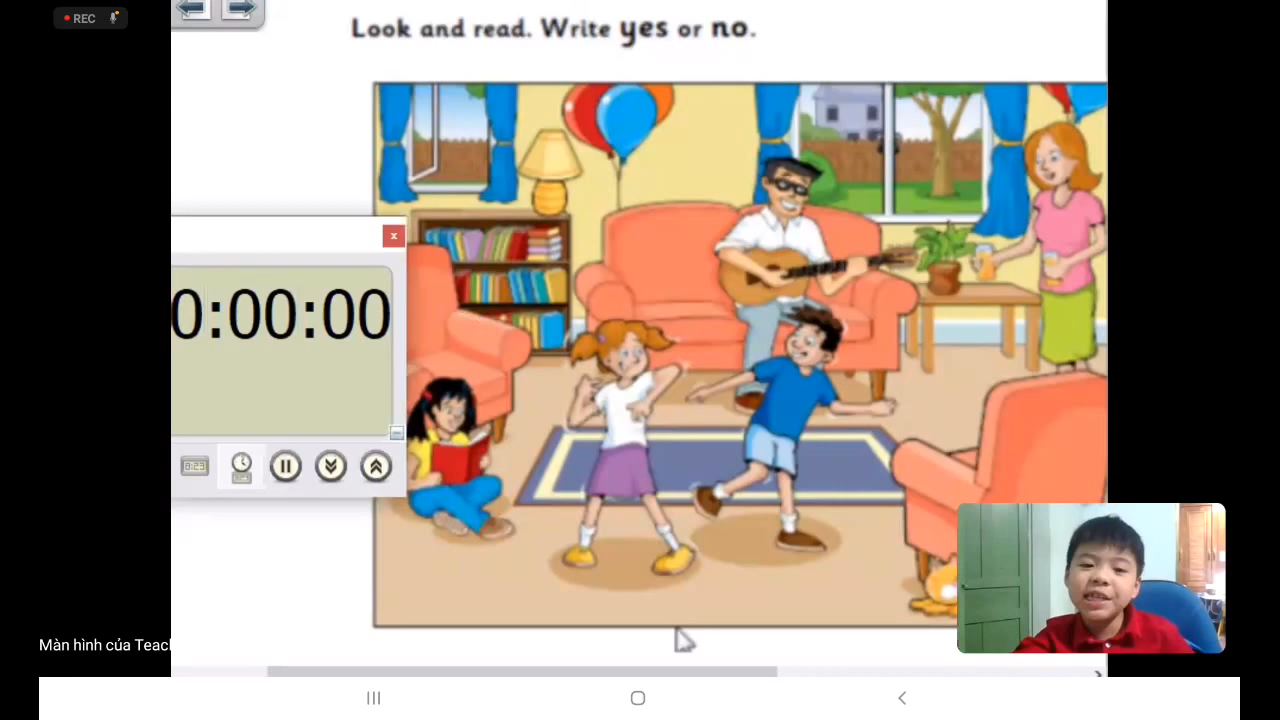 REC
Look and read. Write yes or no.
0:00:00
Màn hình của Teac